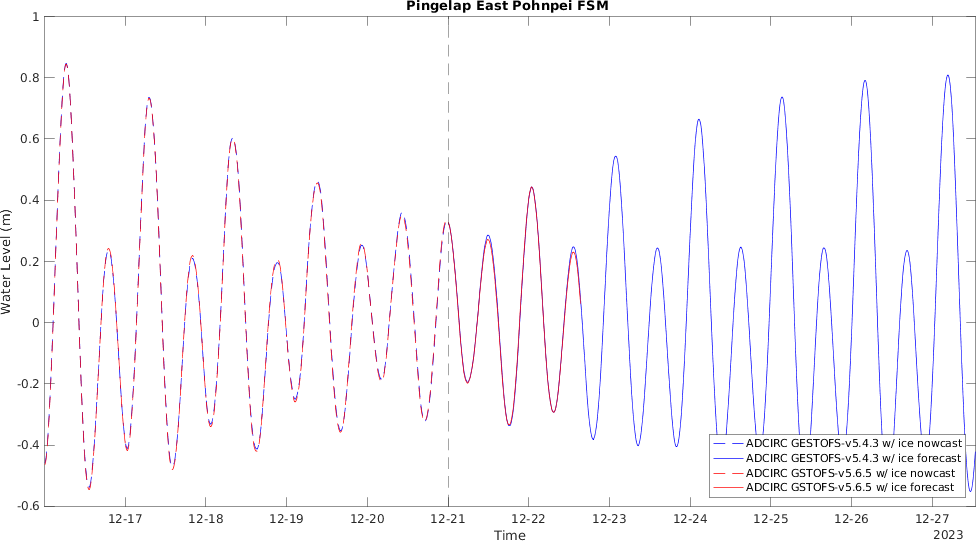 Pingelap East Pohnpei FSM
1
0.8
0.6
0.4
0.2
0
-0.2
-0.4
-0.6
Water Level (m)
12-17 12-18 12-19 12-20 12-21 12-22 12-23 12-24 12-25 12-26 12-27
2023
Time
ADCIRC GESTOFS-v5.4.3 w/ ice nowcast
ADCIRC GESTOFS-v5.4.3 w/ ice forecast
ADCIRC GSTOFS-v5.6.5 w/ ice nowcast
ADCIRC GSTOFS-v5.6.5 w/ ice forecast